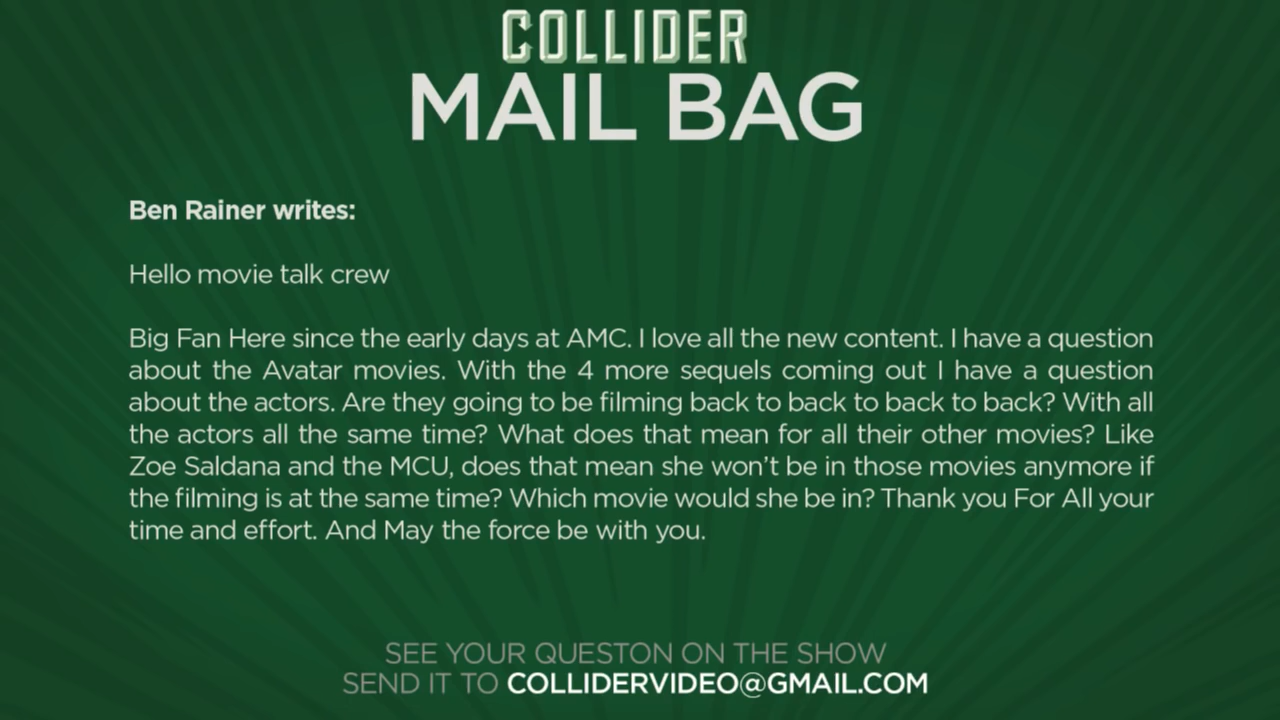 COLLIDER
MAIL BAG
Ben Rainer writes:
Hello movie talk crew
Big Fan Here since the early days at AMC. I love all the new content. I have a question
about the Avatar movies. With the 4 more sequels coming out I have a question
about the actors. Are they going to be filming back to back to back to back? With all
the actors all the same time? What does that mean for all their other movies? Like
Zoe Saldana and the MCU, does that mean she won't be in those movies anymore if
the filming is at the same time? Which movie would she be in? Thank you For All your
time and effort. And May the force be with you.
SEE YOUR QUESTON ON THE SHOW
SEND IT TO COLLIDERVIDEO@GMAIL.COM